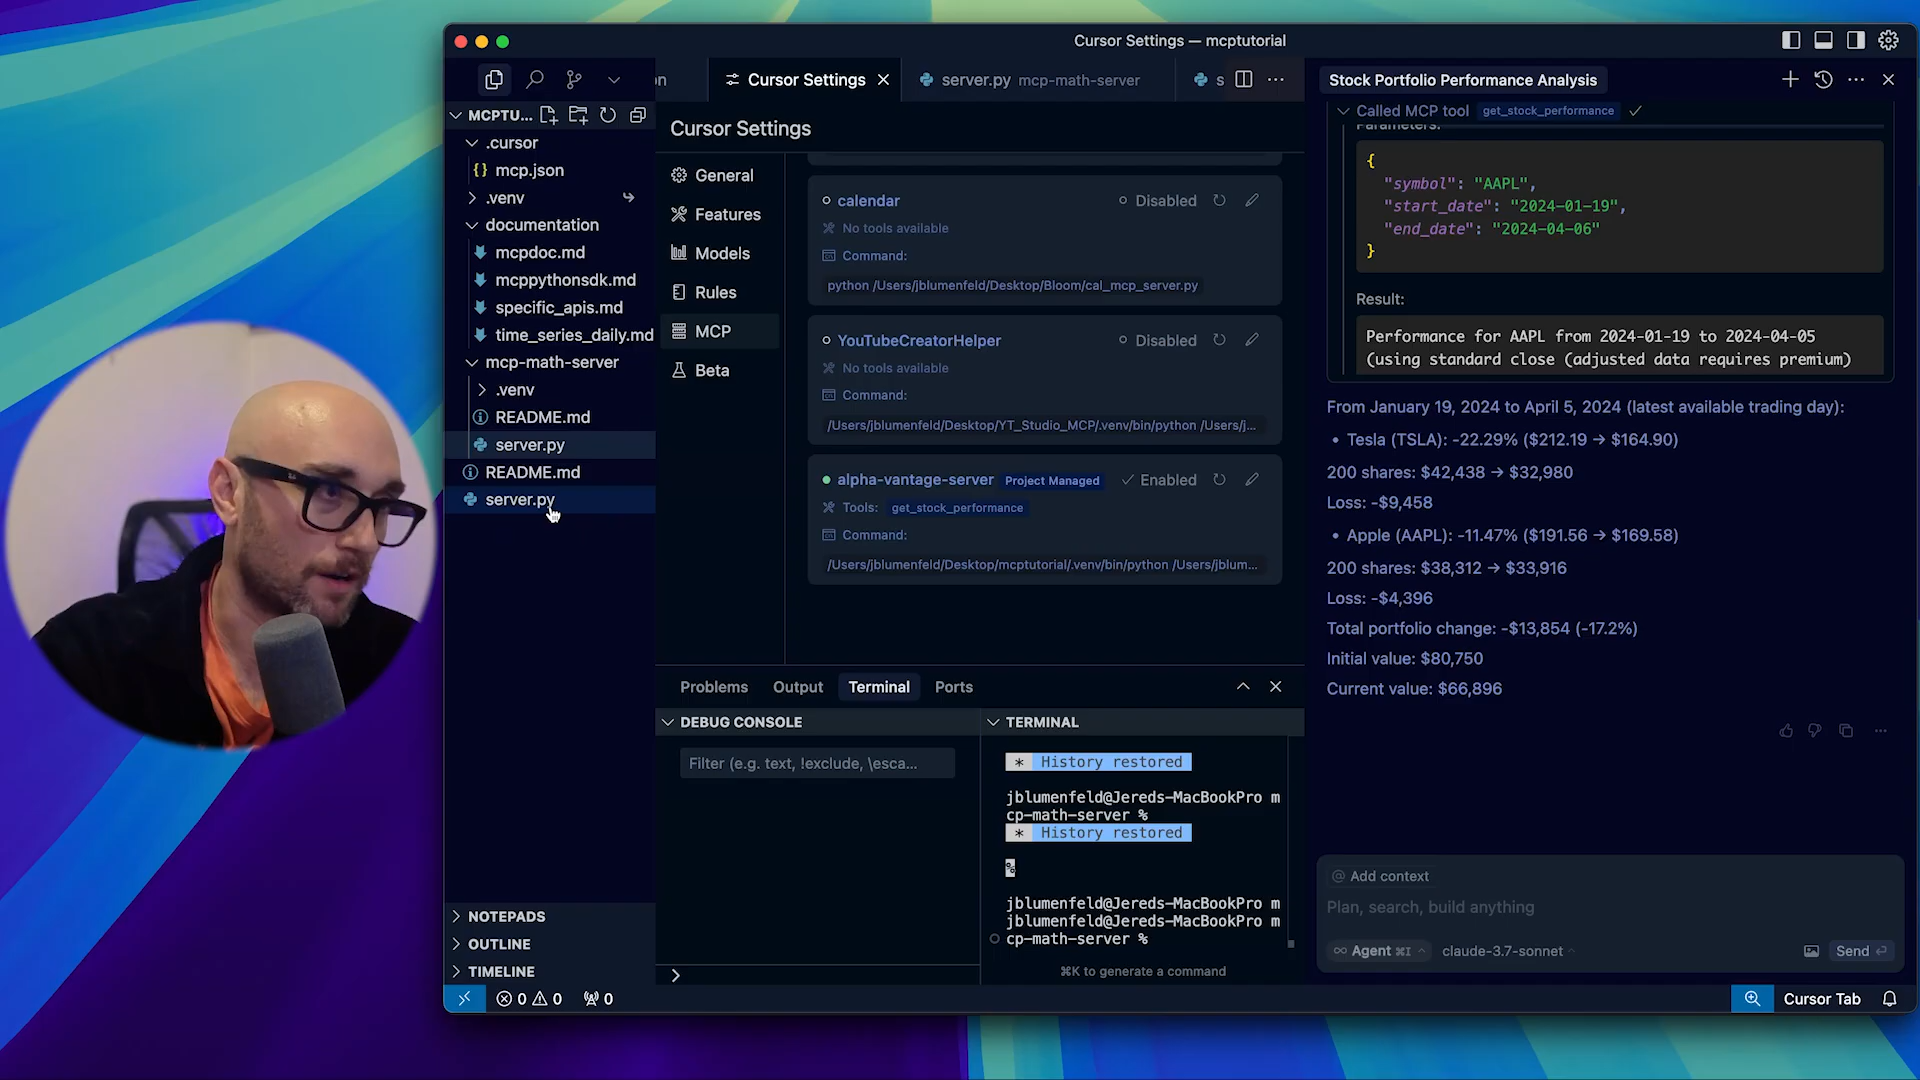 Cursor Settings — mcptutorial
MCPTU...
.cursor
mcp.json
.venv
documentation
mcpdoc.md
mcppythonsdk.md
specific_apis.md
time_series_daily.md
mcp-math-server
.venv
README.md
server.py
README.md
server.py
NOTEPADS
OUTLINE
TIMELINE
on
Cursor Settings
server.py mcp-math-server
s
Cursor Settings
General
Features
Models
Rules
MCP
Beta
calendar
Disabled
No tools available
Command:
python /Users/jblumenfeld/Desktop/Bloom/cal_mcp_server.py
YouTubeCreatorHelper
Disabled
No tools available
Command:
/Users/jblumenfeld/Desktop/YT_Studio_MCP/.venv/bin/python /Users/j...
alpha-vantage-server Project Managed
Enabled
Tools: get_stock_performance
Command:
/Users/jblumenfeld/Desktop/mcptutorial/.venv/bin/python /Users/jblum...
Problems Output Terminal Ports
DEBUG CONSOLE
Filter (e.g. text, !exclude, \esca...
TERMINAL
* History restored
jblumenfeld@Jereds-MacBookPro m
cp-math-server %
* History restored
%
jblumenfeld@Jereds-MacBookPro m
jblumenfeld@Jereds-MacBookPro m
cp-math-server %
⌘K to generate a command
Stock Portfolio Performance Analysis
Called MCP tool get_stock_performance
Parameters:
{
"symbol": "AAPL",
"start_date": "2024-01-19",
"end_date": "2024-04-06"
}
Result:
Performance for AAPL from 2024-01-19 to 2024-04-05
(using standard close (adjusted data requires premium)
From January 19, 2024 to April 5, 2024 (latest available trading day):
• Tesla (TSLA): -22.29% ($212.19 → $164.90)
200 shares: $42,438 → $32,980
Loss: -$9,458
• Apple (AAPL): -11.47% ($191.56 → $169.58)
200 shares: $38,312 → $33,916
Loss: -$4,396
Total portfolio change: -$13,854 (-17.2%)
Initial value: $80,750
Current value: $66,896
@ Add context
Plan, search, build anything
∞ Agent ⌘I claude-3.7-sonnet
Send
0 0 0
Cursor Tab